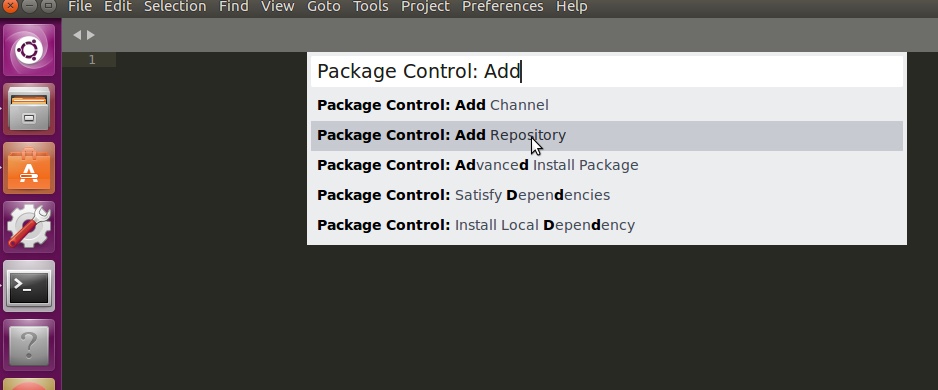 File Edit Selection Find View Goto Tools Project Preferences Help
1
Package Control: Add
Package Control: Add Channel
Package Control: Add Repository
Package Control: Advanced Install Package
Package Control: Satisfy Dependencies
Package Control: Install Local Dependency